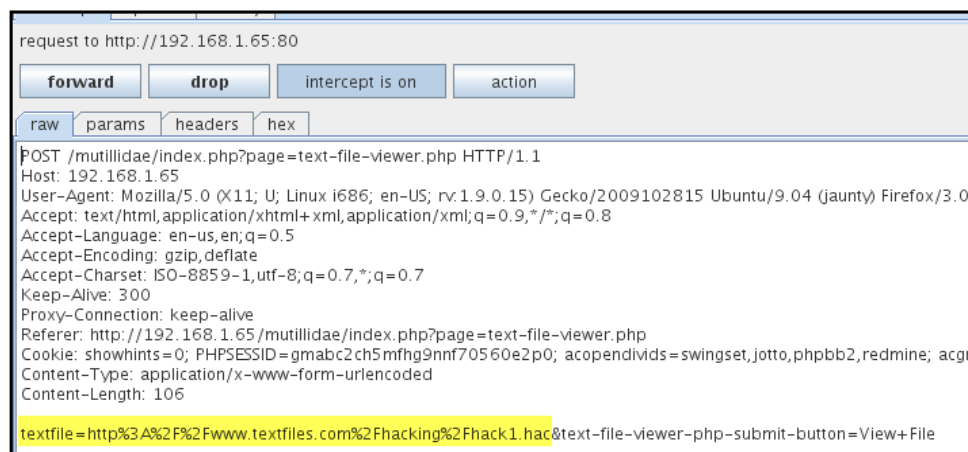 request to http://192.168.1.65:80
forward drop intercept is on action
raw params headers hex
POST /mutillidae/index.php?page=text-file-viewer.php HTTP/1.1
Host: 192.168.1.65
User-Agent: Mozilla/5.0 (X11; U; Linux i686; en-US; rv:1.9.0.15) Gecko/2009102815 Ubuntu/9.04 (jaunty) Firefox/3.0
Accept: text/html,application/xhtml+xml,application/xml;q=0.9,*/*;q=0.8
Accept-Language: en-us,en;q=0.5
Accept-Encoding: gzip,deflate
Accept-Charset: ISO-8859-1,utf-8;q=0.7,*;q=0.7
Keep-Alive: 300
Proxy-Connection: keep-alive
Referer: http://192.168.1.65/mutillidae/index.php?page=text-file-viewer.php
Cookie: showhints=0; PHPSESSID=gmabc2ch5mfhg9nnf70560e2p0; acopendivids=swingset,jotto,phpbb2,redmine;
Content-Type: application/x-www-form-urlencoded
Content-Length: 106
textfile=http%3A%2F%2Fwww.textfiles.com%2Fhacking%2Fhack1.hac&text-file-viewer-php-submit-button=View+File